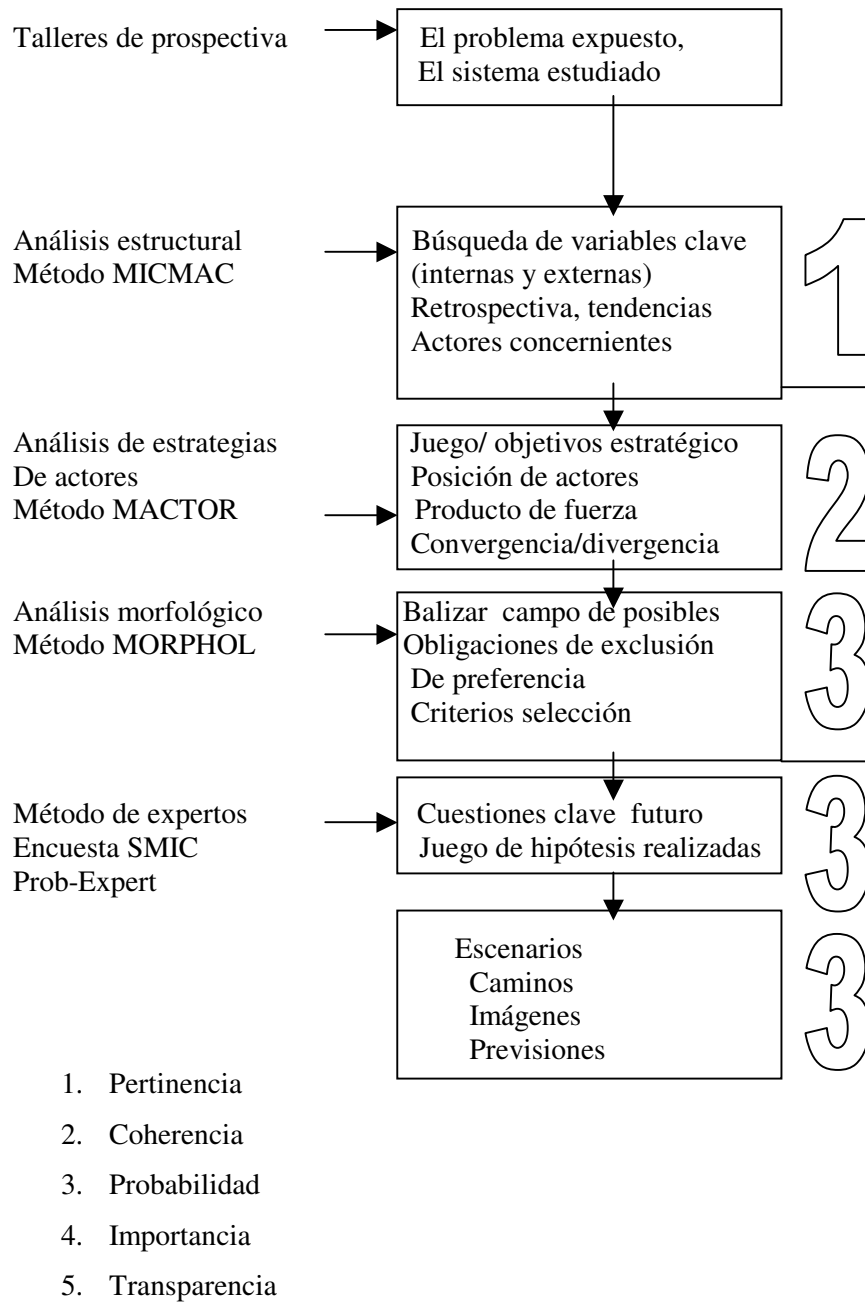 Talleres de prospectiva
El problema expuesto,
El sistema estudiado
Análisis estructural
Método MICMAC
Búsqueda de variables clave
(internas y externas)
Retrospectiva, tendencias
Actores concernientes
1
Análisis de estrategias
De actores
Método MACTOR
Juego/ objetivos estratégico
Posición de actores
Producto de fuerza
Convergencia/divergencia
2
Análisis morfológico
Método MORPHOL
Balizar campo de posibles
Obligaciones de exclusión
De preferencia
Criterios selección
3
Método de expertos
Encuesta SMIC
Prob-Expert
Cuestiones clave futuro
Juego de hipótesis realizadas
3
Escenarios
Caminos
Imágenes
Previsiones
3
1. Pertinencia
2. Coherencia
3. Probabilidad
4. Importancia
5. Transparencia